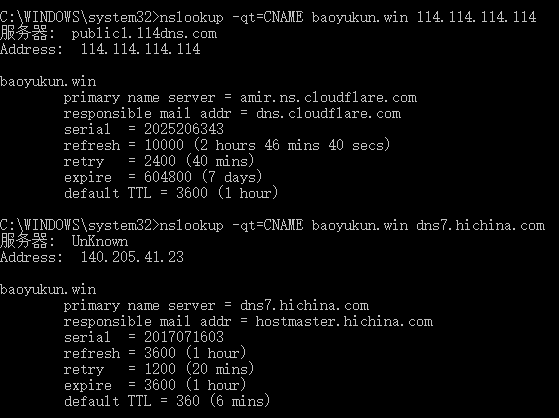 C:\WINDOWS\system32>nslookup -qt=CNAME baoyukun.win 114.114.114.114
服务器:  public1.114dns.com
Address:  114.114.114.114

baoyukun.win
        primary name server = amir.ns.cloudflare.com
        responsible mail addr = dns.cloudflare.com
        serial  = 2025206343
        refresh = 10000 (2 hours 46 mins 40 secs)
        retry   = 2400 (40 mins)
        expire  = 604800 (7 days)
        default TTL = 3600 (1 hour)

C:\WINDOWS\system32>nslookup -qt=CNAME baoyukun.win dns7.hichina.com
服务器:  UnKnown
Address:  140.205.41.23

baoyukun.win
        primary name server = dns7.hichina.com
        responsible mail addr = hostmaster.hichina.com
        serial  = 2017071603
        refresh = 3600 (1 hour)
        retry   = 1200 (20 mins)
        expire  = 3600 (1 hour)
        default TTL = 360 (6 mins)